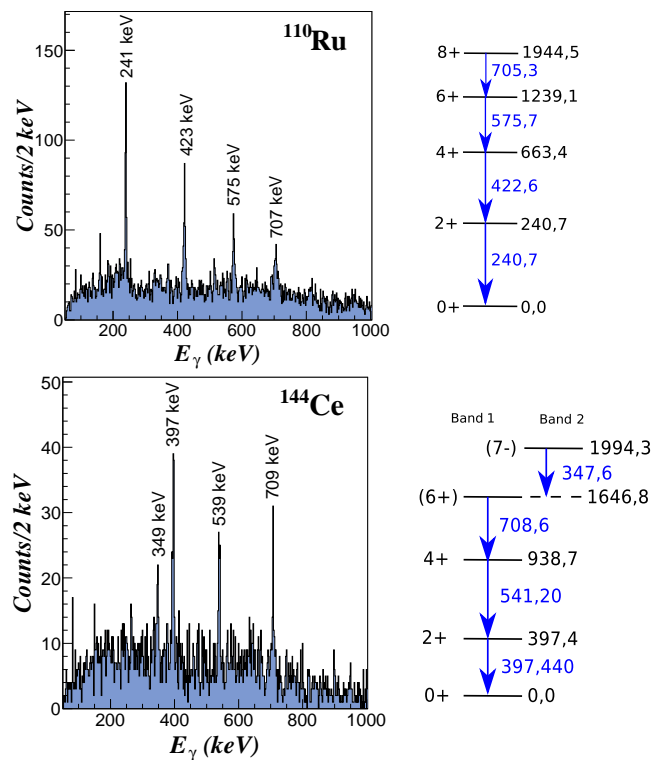 110Ru
241 keV
423 keV
575 keV
707 keV
Counts/2 keV
150
100
50
0
200 400 600 800 1000
Eγ (keV)
8+ 1944,5
705,3
6+ 1239,1
575,7
4+ 663,4
422,6
2+ 240,7
240,7
0+ 0,0
144Ce
349 keV
397 keV
539 keV
709 keV
Counts/2 keV
50
40
30
20
10
0
200 400 600 800 1000
Eγ (keV)
Band 1 Band 2
(7-) 1994,3
347,6
(6+) 1646,8
708,6
4+ 938,7
541,20
2+ 397,4
397,440
0+ 0,0